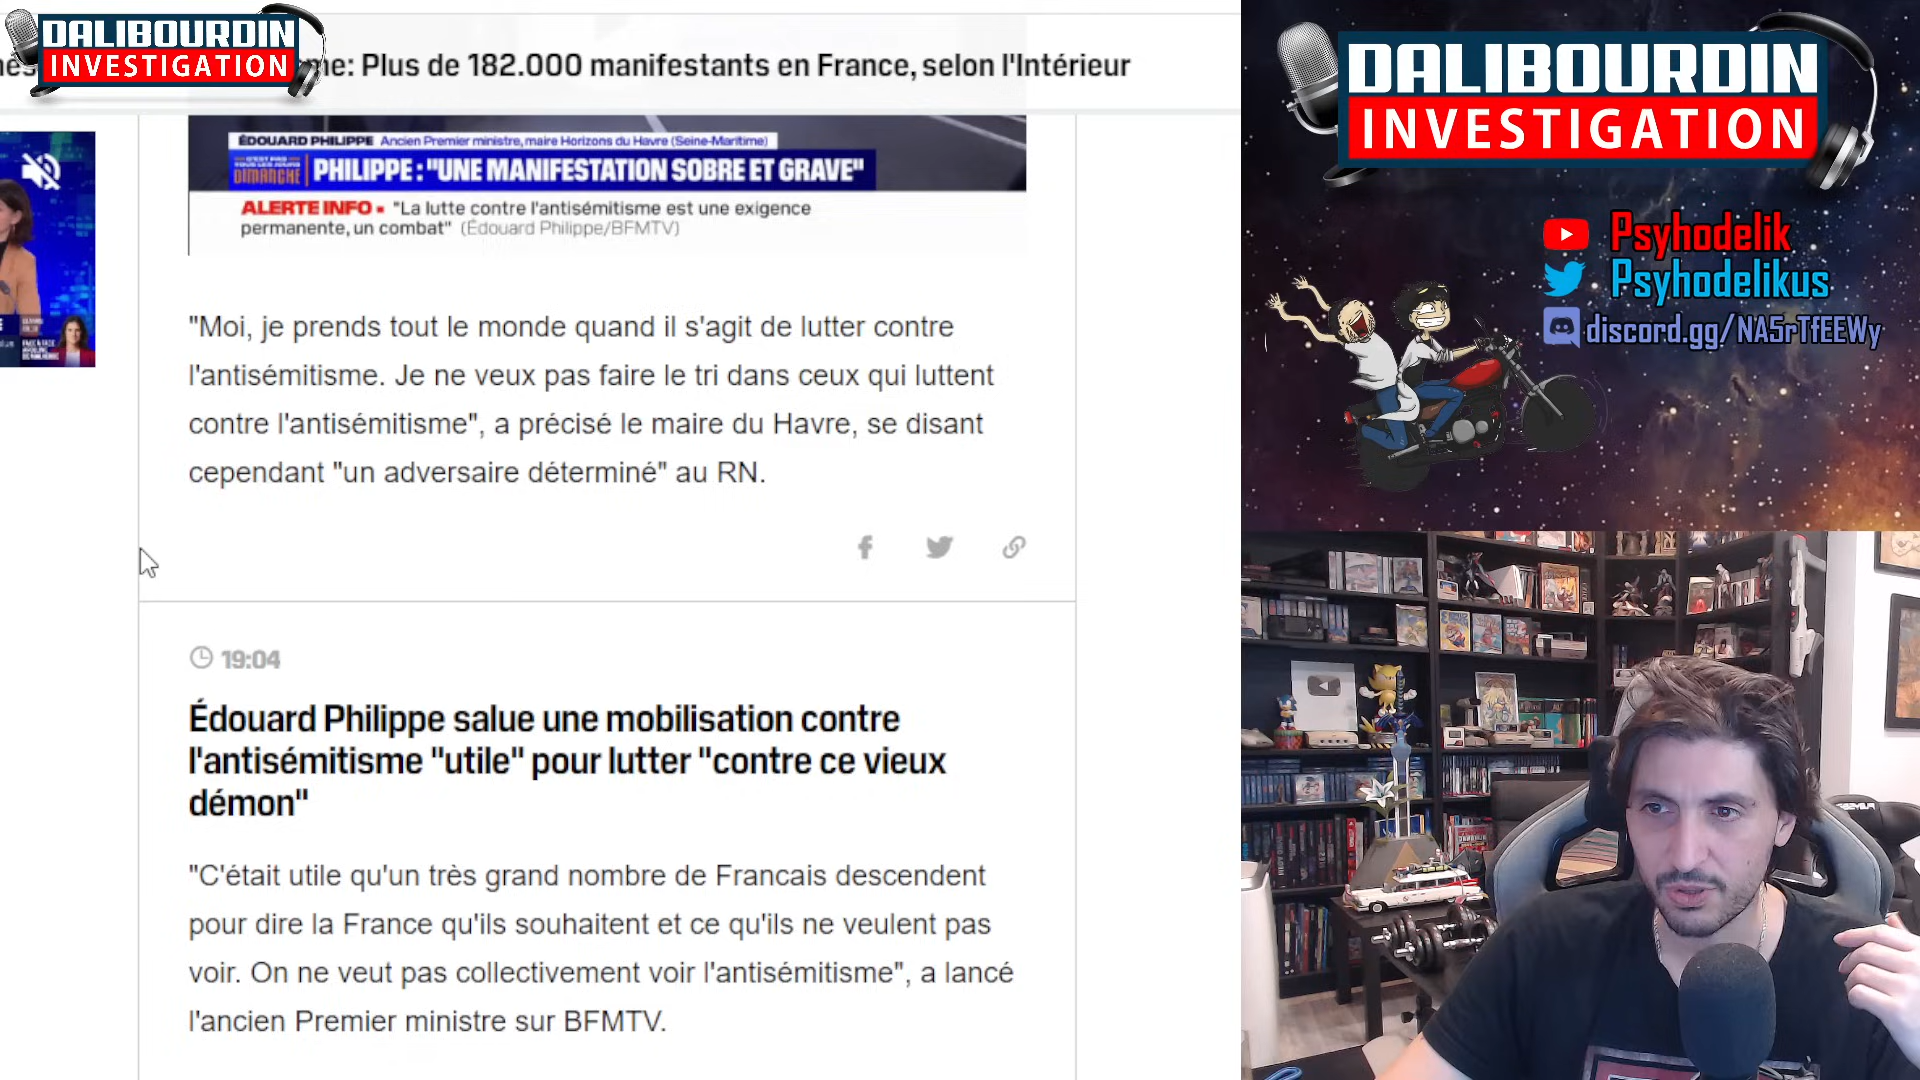 DALIBOURDIN
INVESTIGATION
me: Plus de 182.000 manifestants en France, selon l'Intérieur
ÉDOUARD PHILIPPE Ancien Premier ministre, maire Horizons du Havre (Seine-Maritime)
DIMANCHE
PHILIPPE : "UNE MANIFESTATION SOBRE ET GRAVE"
ALERTE INFO "La lutte contre l'antisémitisme est une exigence
permanente, un combat" (Édouard Philippe/BFMTV)
"Moi, je prends tout le monde quand il s'agit de lutter contre
l'antisémitisme. Je ne veux pas faire le tri dans ceux qui luttent
contre l'antisémitisme", a précisé le maire du Havre, se disant
cependant "un adversaire déterminé" au RN.
19:04
Édouard Philippe salue une mobilisation contre
l'antisémitisme "utile" pour lutter "contre ce vieux
démon"
"C'était utile qu'un très grand nombre de Francais descendent
pour dire la France qu'ils souhaitent et ce qu'ils ne veulent pas
voir. On ne veut pas collectivement voir l'antisémitisme", a lancé
l'ancien Premier ministre sur BFMTV.
DALIBOURDIN
INVESTIGATION
Psyhodelik
Psyhodelikus
discord.gg/NA5rTfEEWy